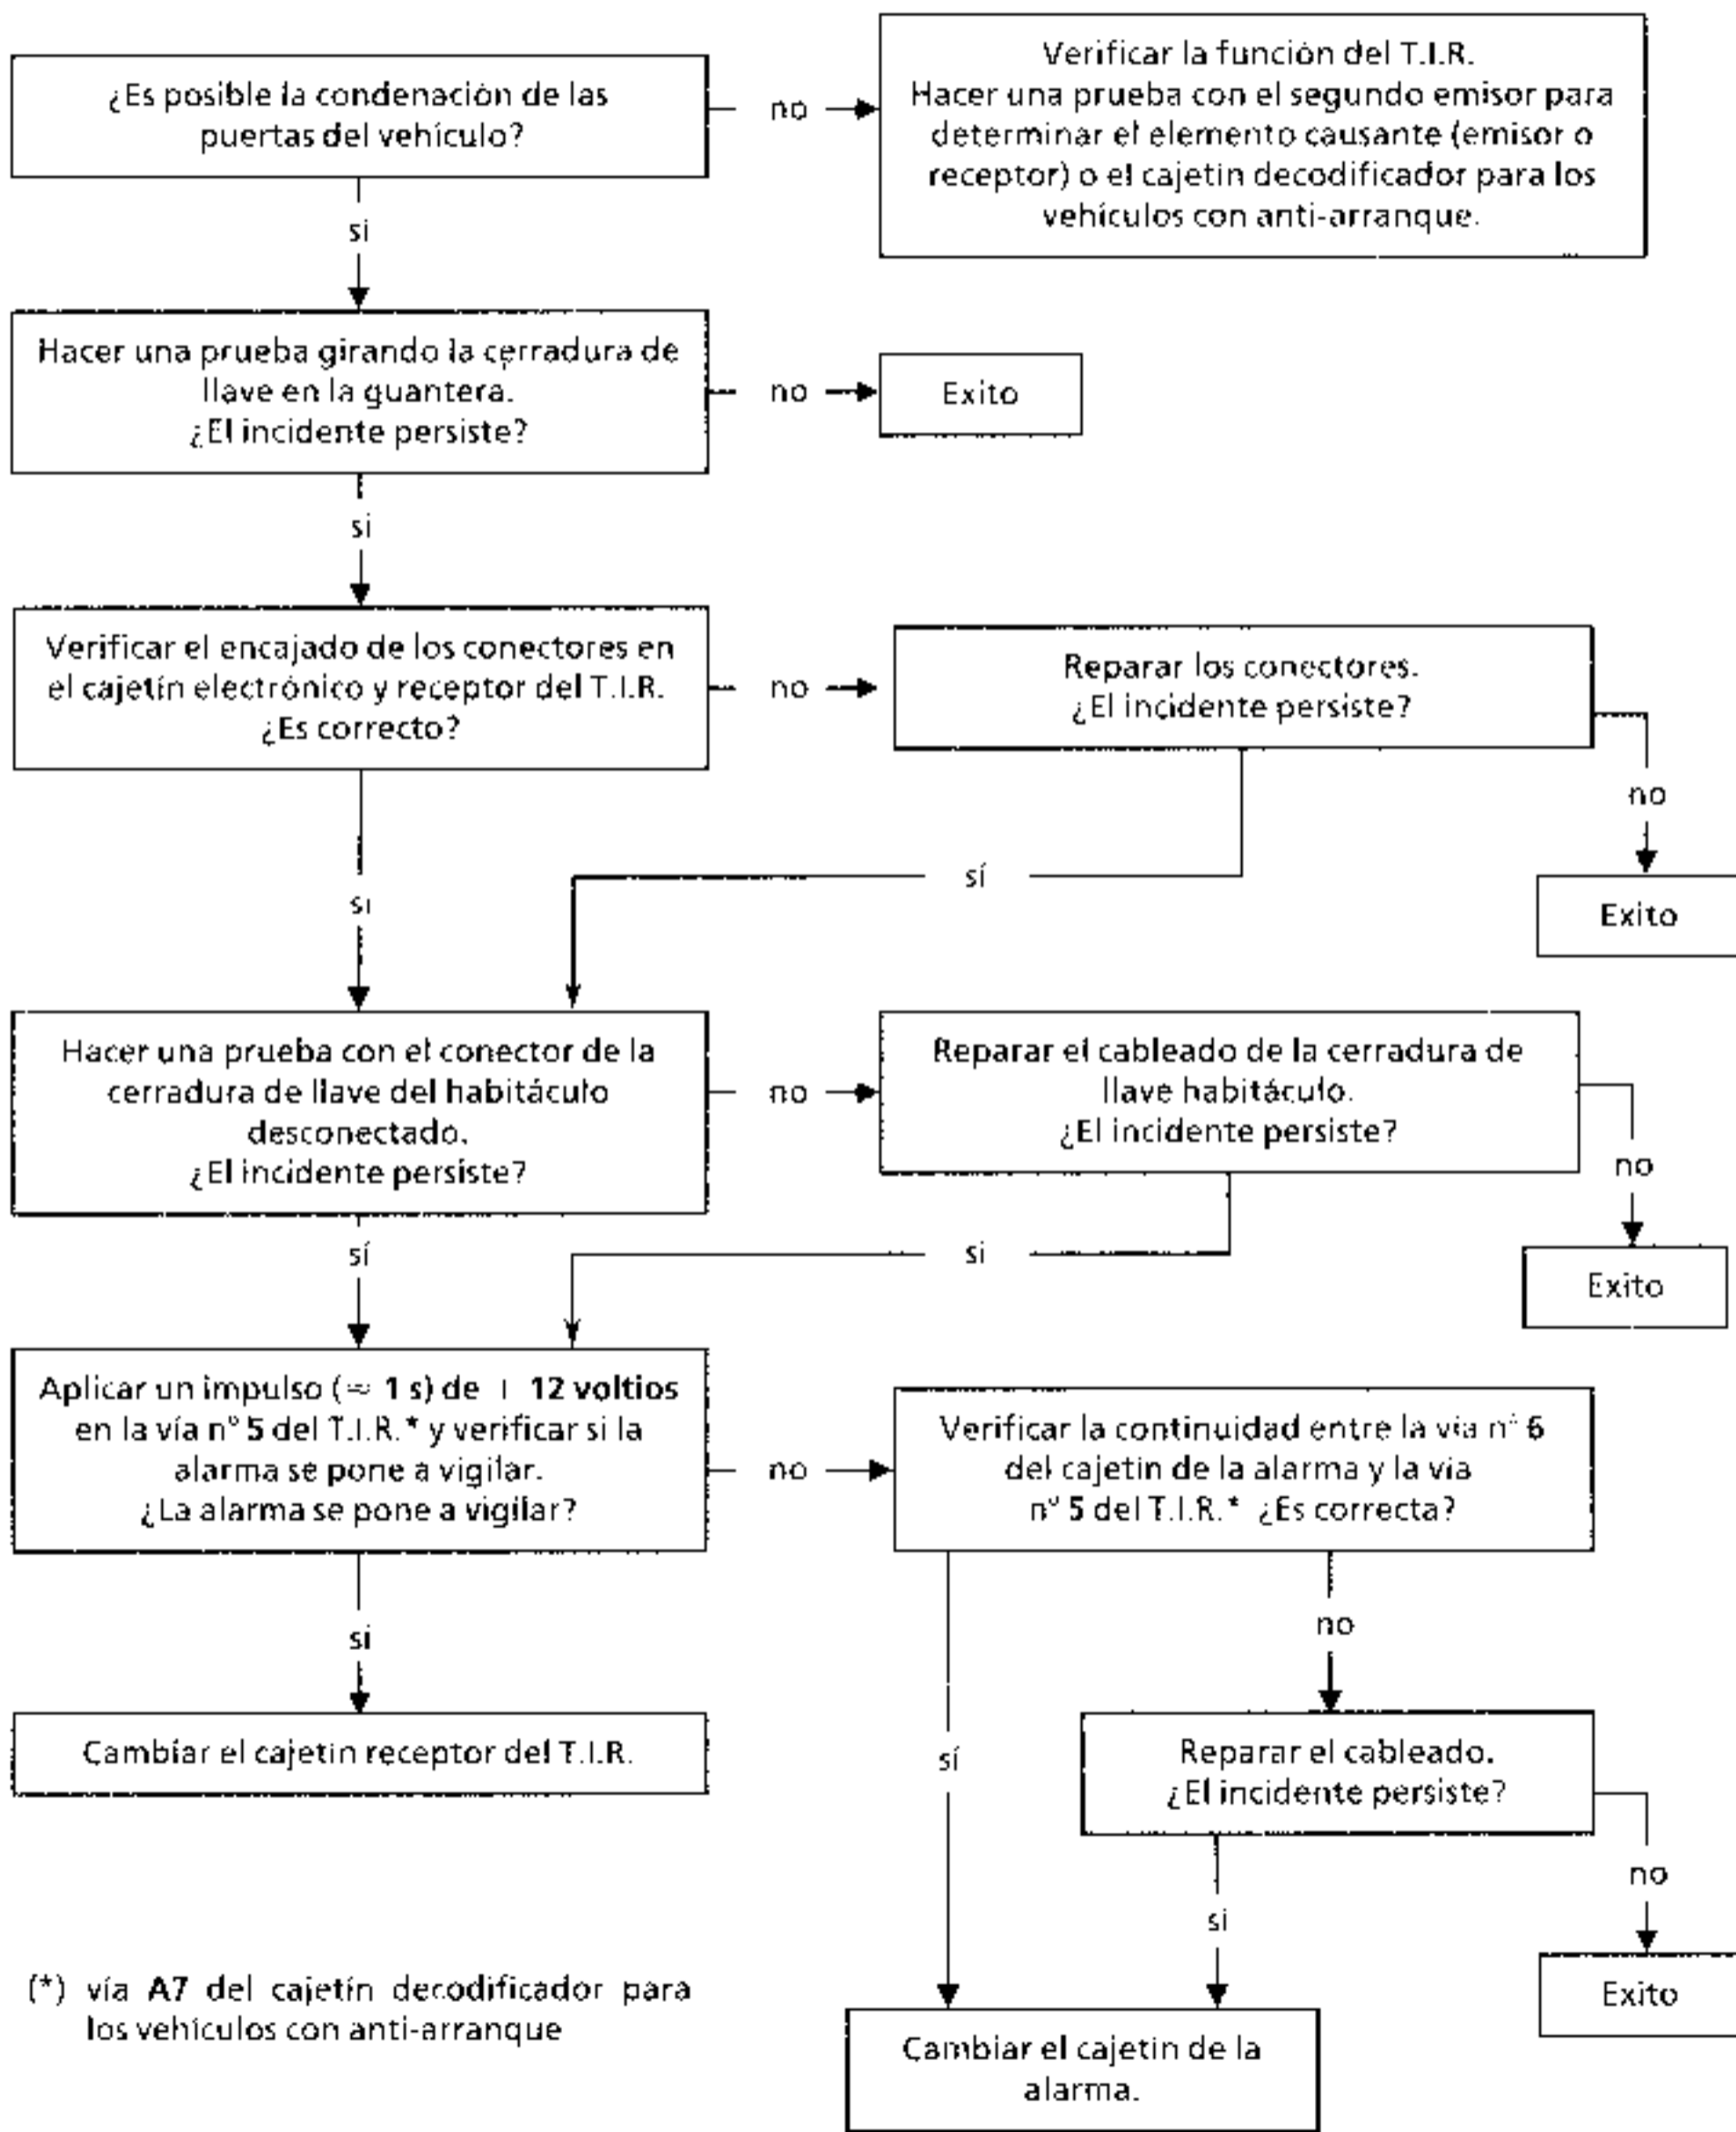 ¿Es posible la condenación de las
puertas del vehículo?
no
Verificar la función del T.I.R.
Hacer una prueba con el segundo emisor para
determinar el elemento causante (emisor o
receptor) o el cajetín decodificador para los
vehículos con anti-arranque.
si
Hacer una prueba girando la cerradura de
llave en la guantera.
¿El incidente persiste?
no
Exito
si
Verificar el encajado de los conectores en
el cajetín electrónico y receptor del T.I.R.
¿Es correcto?
no
Reparar los conectores.
¿El incidente persiste?
no
Exito
sí
si
Hacer una prueba con el conector de la
cerradura de llave del habitáculo
desconectado.
¿El incidente persiste?
no
Reparar el cableado de la cerradura de
llave habitáculo.
¿El incidente persiste?
no
Exito
sí
si
Aplicar un impulso (≈ 1 s) de + 12 voltios
en la vía n° 5 del T.I.R.* y verificar si la
alarma se pone a vigilar.
¿La alarma se pone a vigilar?
no
Verificar la continuidad entre la vía n° 6
del cajetín de la alarma y la vía
n° 5 del T.I.R.* ¿Es correcta?
si
no
Cambiar el cajetín receptor del T.I.R.
sí
Reparar el cableado.
¿El incidente persiste?
no
si
Exito
(*) vía A7 del cajetín decodificador para
los vehículos con anti-arranque
Cambiar el cajetín de la
alarma.